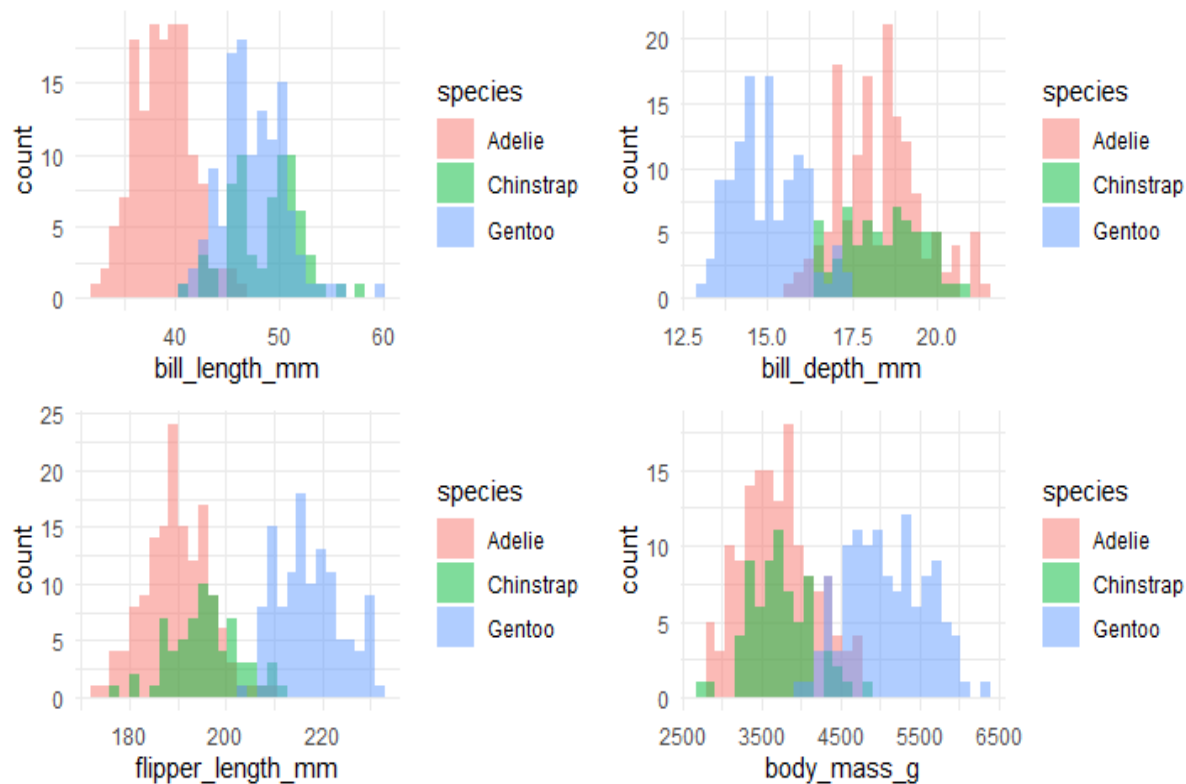 count
15
10
5
0
40
50
60
bill_length_mm
species
Adelie
Chinstrap
Gentoo
count
20
15
10
5
0
12.5
15.0
17.5
20.0
bill_depth_mm
species
Adelie
Chinstrap
Gentoo
count
25
20
15
10
5
0
180
200
220
flipper_length_mm
species
Adelie
Chinstrap
Gentoo
count
15
10
5
0
2500
3500
4500
5500
6500
body_mass_g
species
Adelie
Chinstrap
Gentoo